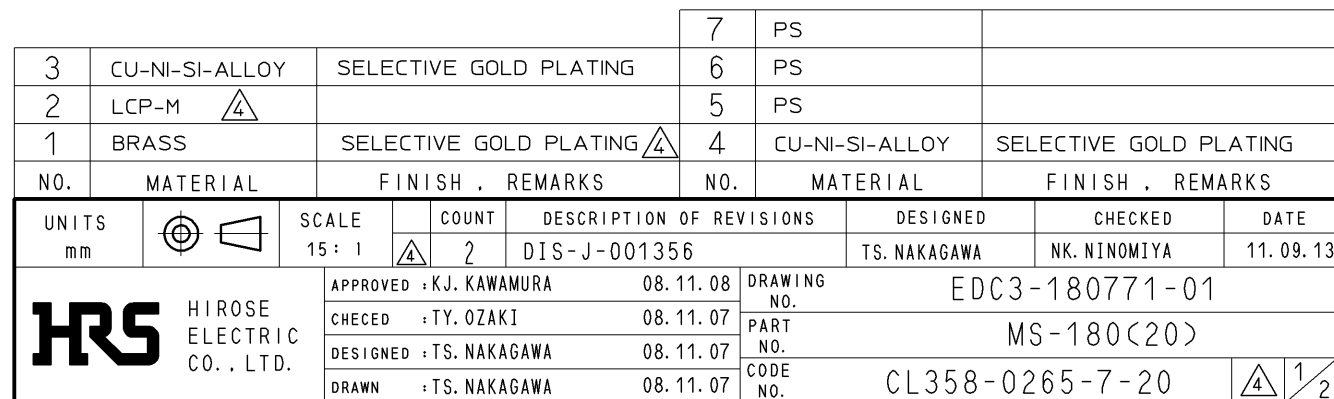 7 PS
3 CU-NI-SI-ALLOY SELECTIVE GOLD PLATING 6 PS
2 LCP-M 4 5 PS
1 BRASS SELECTIVE GOLD PLATING 4 4 CU-NI-SI-ALLOY SELECTIVE GOLD PLATING
NO. MATERIAL FINISH , REMARKS NO. MATERIAL FINISH , REMARKS
UNITS SCALE COUNT DESCRIPTION OF REVISIONS DESIGNED CHECKED DATE
mm 15: 1 4 2 DIS-J-001356 TS. NAKAGAWA NK. NINOMIYA 11. 09. 13
HRS HIROSE ELECTRIC CO., LTD.
APPROVED : KJ. KAWAMURA 08. 11. 08
CHECED : TY. OZAKI 08. 11. 07
DESIGNED : TS. NAKAGAWA 08. 11. 07
DRAWN : TS. NAKAGAWA 08. 11. 07
DRAWING NO. EDC3-180771-01
PART NO. MS-180(20)
CODE NO. CL358-0265-7-20 4 1/2